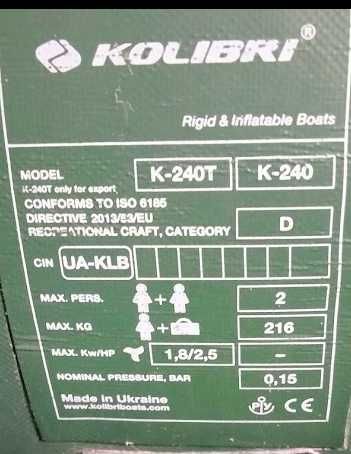 KOLIBRI®
Rigid & Inflatable Boats
MODEL K-240T K-240
K-240T only for export
CONFORMS TO ISO 6185
DIRECTIVE 2013/53/EU
RECREATIONAL CRAFT, CATEGORY D
CIN UA-KLB
MAX. PERS. + 2
MAX. KG + 216
MAX. Kw/HP 1,8/2,5 –
NOMINAL PRESSURE, BAR 0,15
Made in Ukraine
www.kolibriboats.com CE